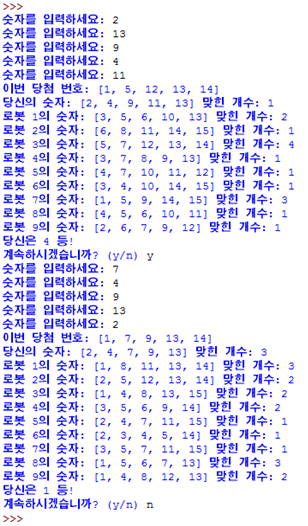 >>>
숫자를 입력하세요: 2
숫자를 입력하세요: 13
숫자를 입력하세요: 9
숫자를 입력하세요: 4
숫자를 입력하세요: 11
이번 당첨 번호: [1, 5, 12, 13, 14]
당신의 숫자: [2, 4, 9, 11, 13] 맞힌 개수: 1
로봇 1의 숫자: [3, 5, 6, 10, 13] 맞힌 개수: 2
로봇 2의 숫자: [6, 8, 11, 14, 15] 맞힌 개수: 1
로봇 3의 숫자: [5, 7, 12, 13, 14] 맞힌 개수: 4
로봇 4의 숫자: [3, 7, 8, 9, 13] 맞힌 개수: 1
로봇 5의 숫자: [4, 7, 10, 11, 12] 맞힌 개수: 1
로봇 6의 숫자: [3, 4, 10, 14, 15] 맞힌 개수: 1
로봇 7의 숫자: [1, 5, 9, 14, 15] 맞힌 개수: 3
로봇 8의 숫자: [4, 5, 6, 10, 11] 맞힌 개수: 1
로봇 9의 숫자: [2, 6, 7, 9, 12] 맞힌 개수: 1
당신은 4 등!
계속하시겠습니까? (y/n) y
숫자를 입력하세요: 7
숫자를 입력하세요: 4
숫자를 입력하세요: 9
숫자를 입력하세요: 13
숫자를 입력하세요: 2
이번 당첨 번호: [1, 7, 9, 13, 14]
당신의 숫자: [2, 4, 7, 9, 13] 맞힌 개수: 3
로봇 1의 숫자: [1, 8, 11, 13, 14] 맞힌 개수: 3
로봇 2의 숫자: [2, 5, 12, 13, 14] 맞힌 개수: 2
로봇 3의 숫자: [1, 4, 8, 13, 15] 맞힌 개수: 2
로봇 4의 숫자: [3, 5, 6, 9, 14] 맞힌 개수: 2
로봇 5의 숫자: [2, 4, 7, 11, 15] 맞힌 개수: 1
로봇 6의 숫자: [2, 3, 4, 5, 14] 맞힌 개수: 1
로봇 7의 숫자: [3, 5, 7, 11, 15] 맞힌 개수: 1
로봇 8의 숫자: [1, 5, 6, 7, 13] 맞힌 개수: 3
로봇 9의 숫자: [1, 4, 8, 12, 13] 맞힌 개수: 2
당신은 1 등!
계속하시겠습니까? (y/n) n
>>>